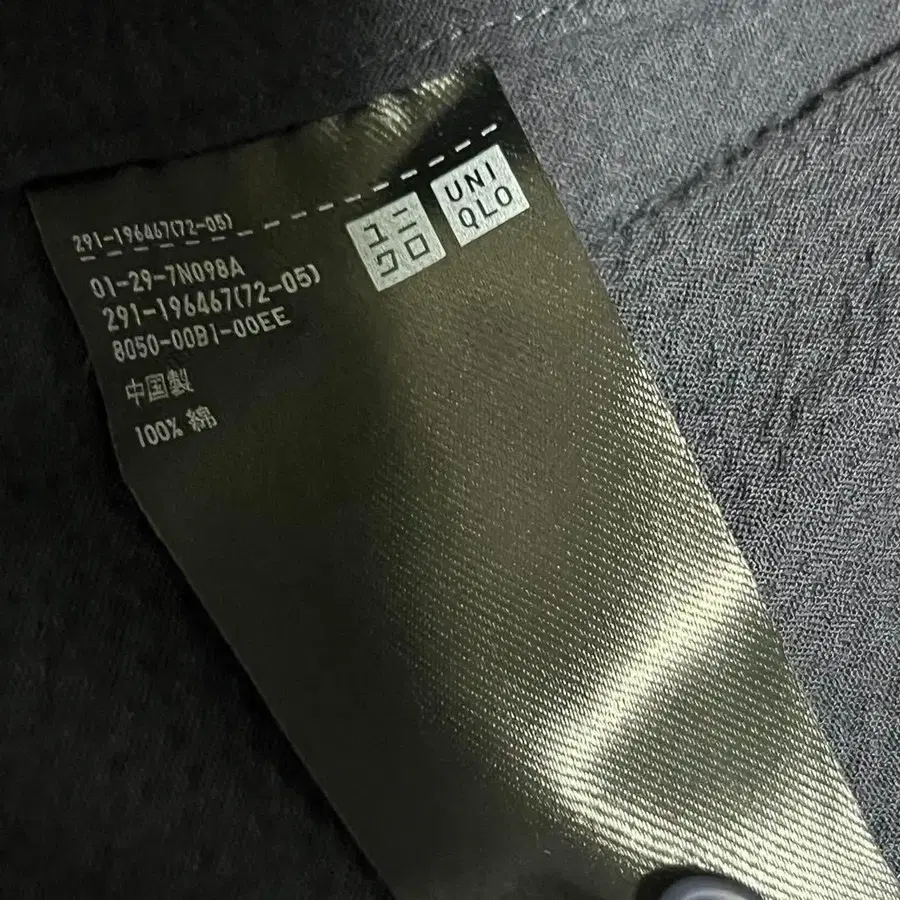 291-196467(72-05)
ユニ
クロ
UNI
QLO
01-29-7N098A
291-196467(72-05)
8050-00B1-00EE
中国製
100% 綿